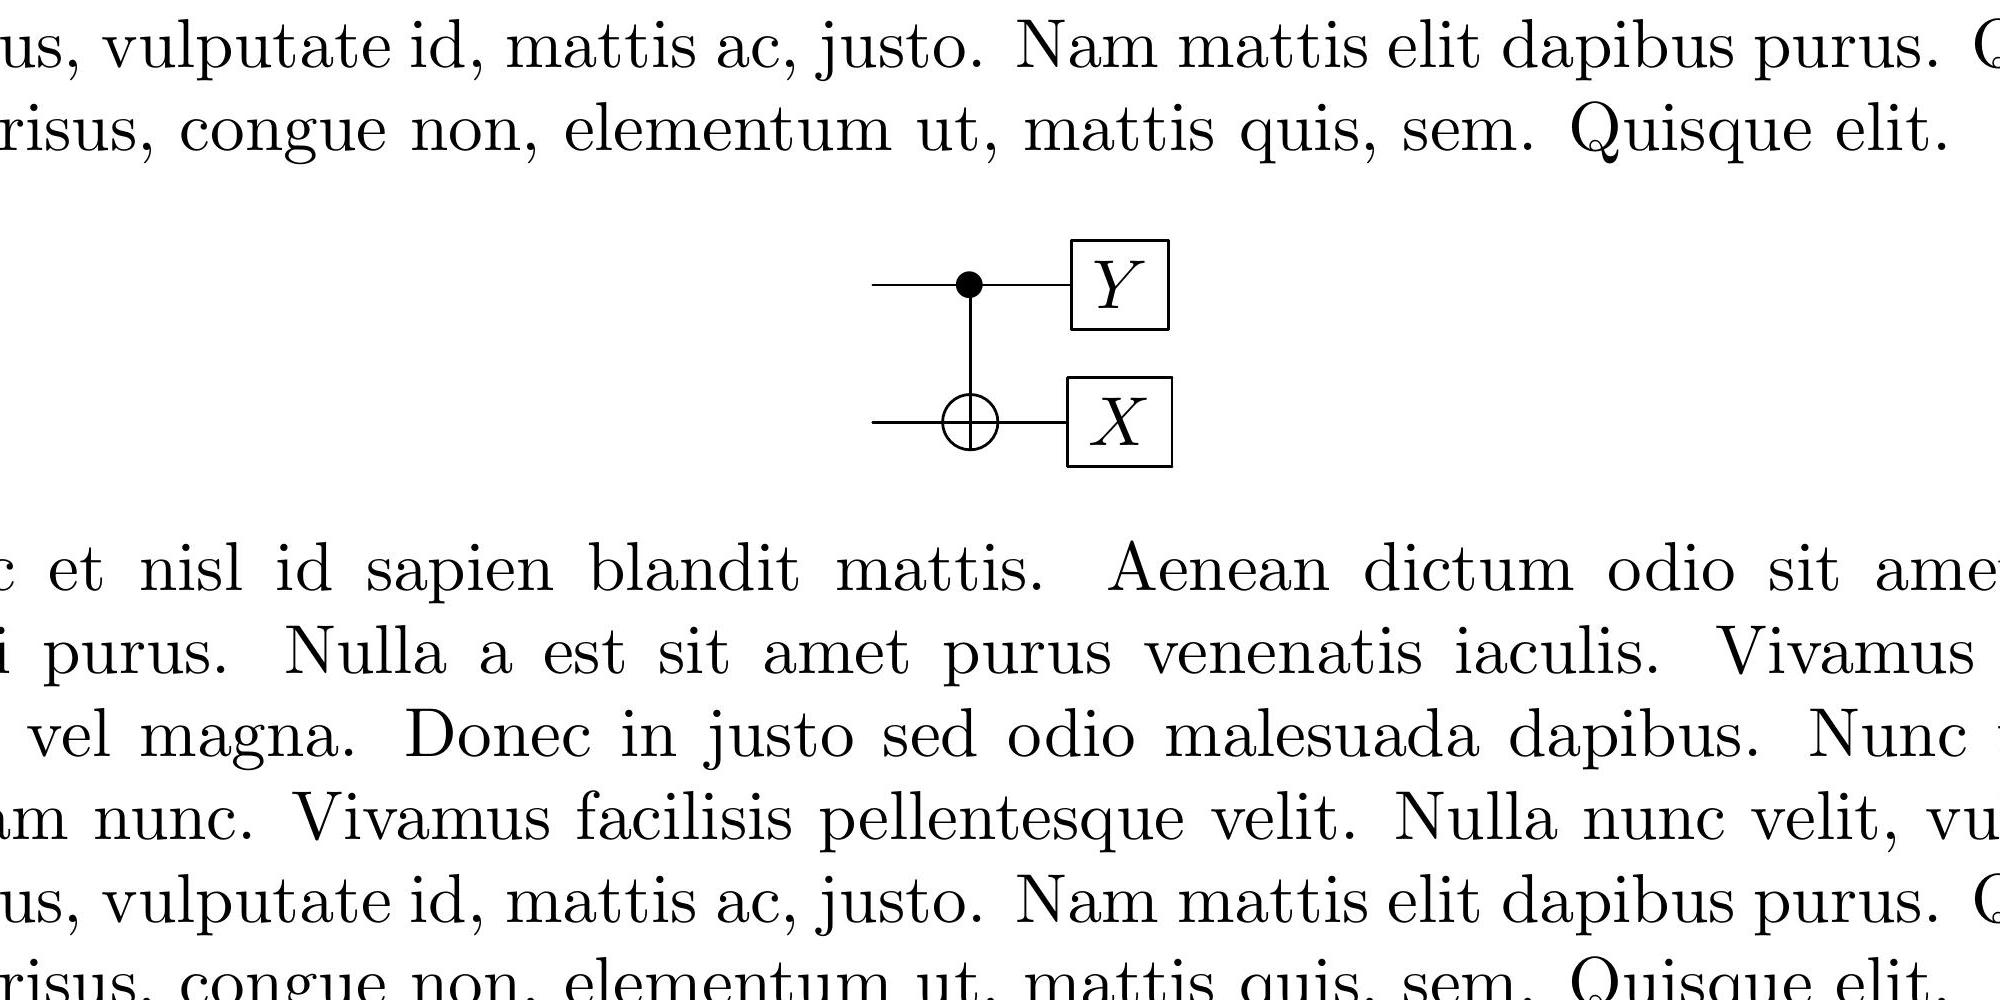 us, vulputate id, mattis ac, justo. Nam mattis elit dapibus purus. Q
risus, congue non, elementum ut, mattis quis, sem. Quisque elit.
Y
X
c et nisl id sapien blandit mattis. Aenean dictum odio sit ame
i purus. Nulla a est sit amet purus venenatis iaculis. Vivamus
vel magna. Donec in justo sed odio malesuada dapibus. Nunc
am nunc. Vivamus facilisis pellentesque velit. Nulla nunc velit, vu
us, vulputate id, mattis ac, justo. Nam mattis elit dapibus purus. Q
risus, congue non, elementum ut, mattis quis, sem. Quisque elit.